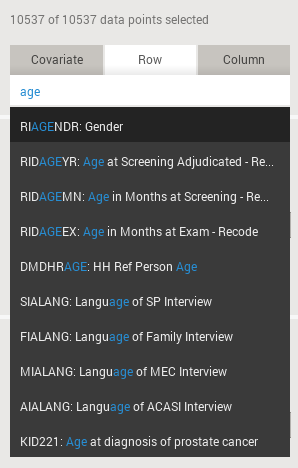 10537 of 10537 data points selected
Covariate Row Column
age
RIAGENDR: Gender
RIDAGEYR: Age at Screening Adjudicated - Re...
RIDAGEMN: Age in Months at Screening - Re...
RIDAGEEX: Age in Months at Exam - Recode
DMDHRAGE: HH Ref Person Age
SIALANG: Language of SP Interview
FIALANG: Language of Family Interview
MIALANG: Language of MEC Interview
AIALANG: Language of ACASI Interview
KID221: Age at diagnosis of prostate cancer